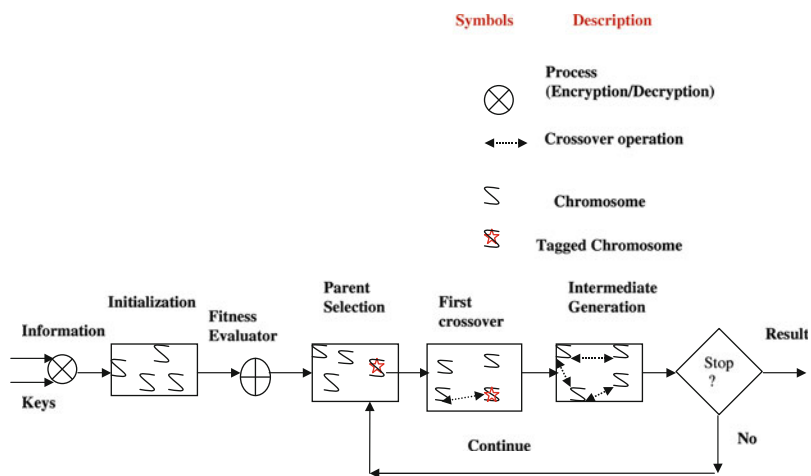 Symbols Description
Process
(Encryption/Decryption)
Crossover operation
Chromosome
Tagged Chromosome
Initialization
Parent
Selection
First
crossover
Intermediate
Generation
Information
Fitness
Evaluator
Keys
Stop
?
Result
No
Continue